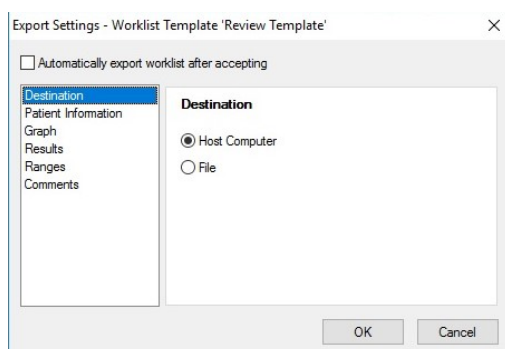 Export Settings - Worklist Template 'Review Template'
Automatically export worklist after accepting
Destination
Patient Information
Graph
Results
Ranges
Comments
Destination
Host Computer
File
OK
Cancel